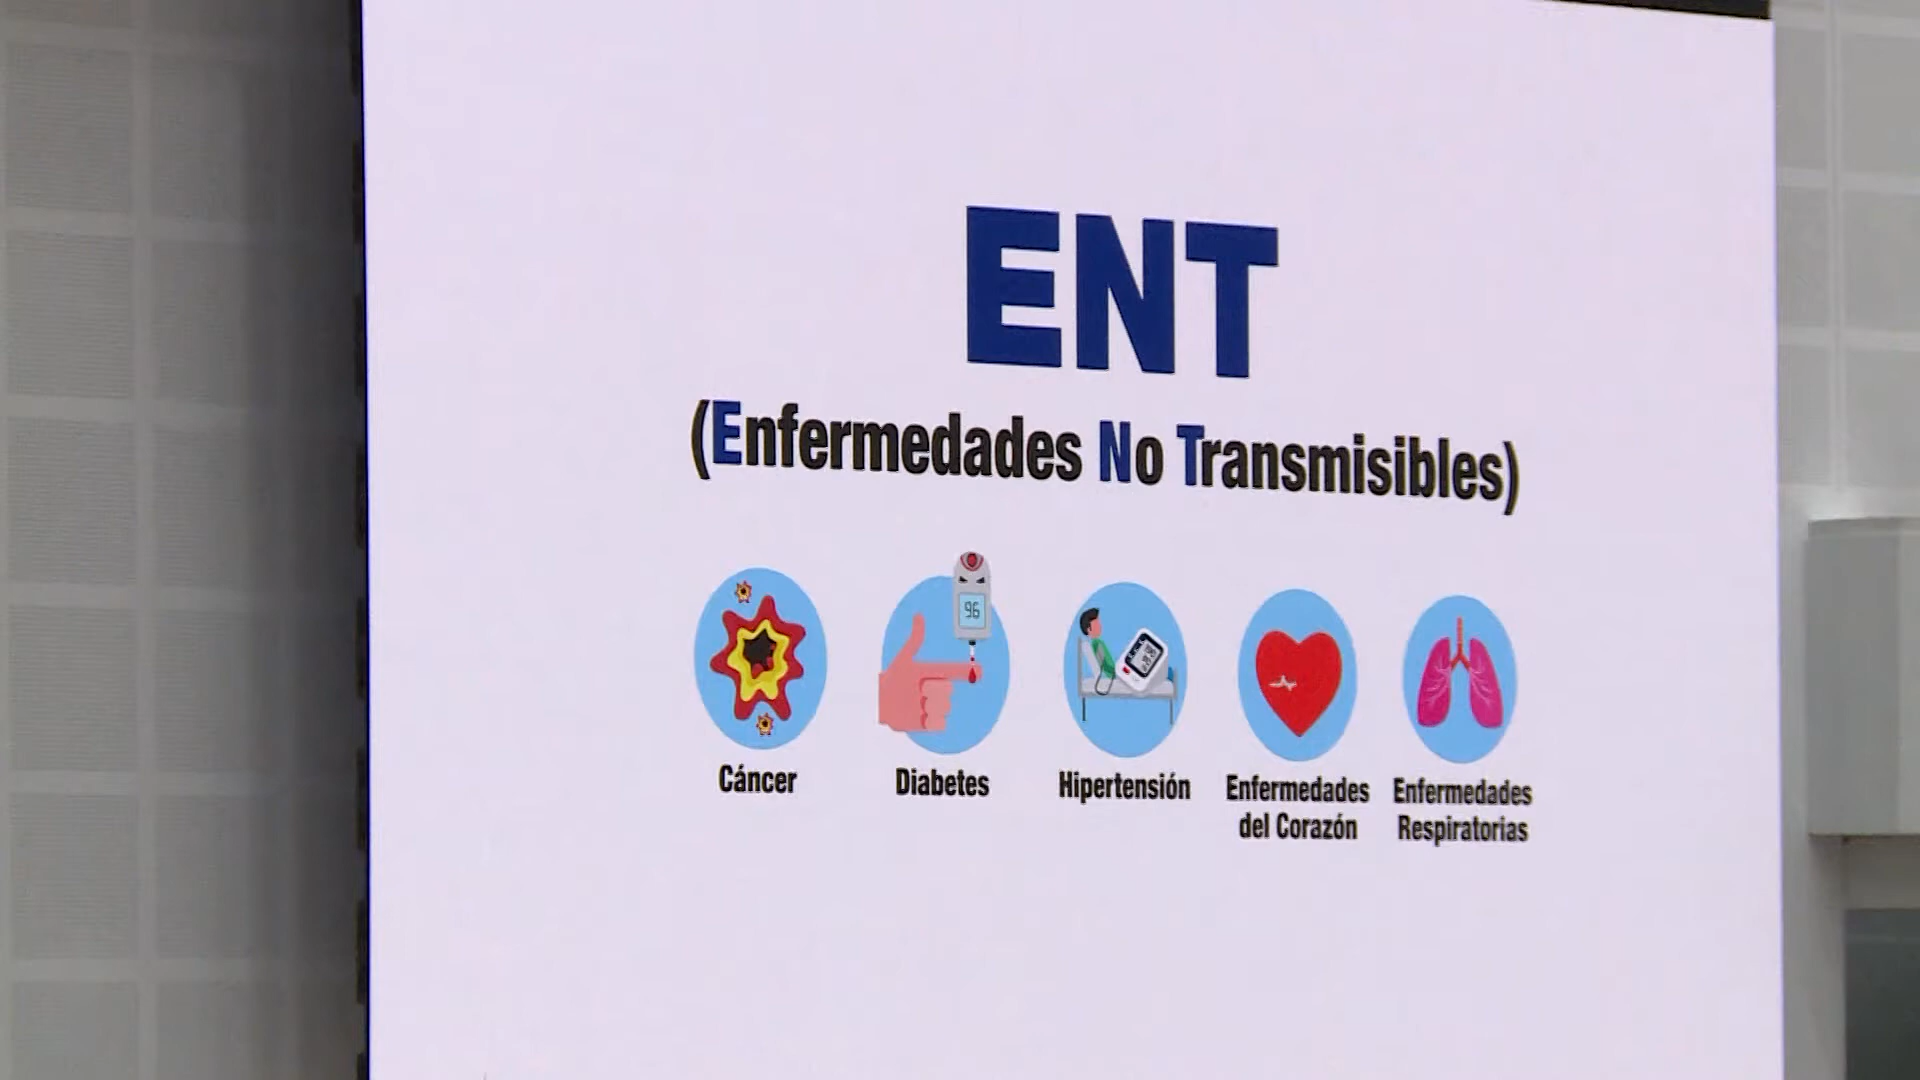 ENT
(Enfermedades No Transmisibles)
96
Cáncer
Diabetes
Hipertensión
Enfermedades
del Corazón
Enfermedades
Respiratorias